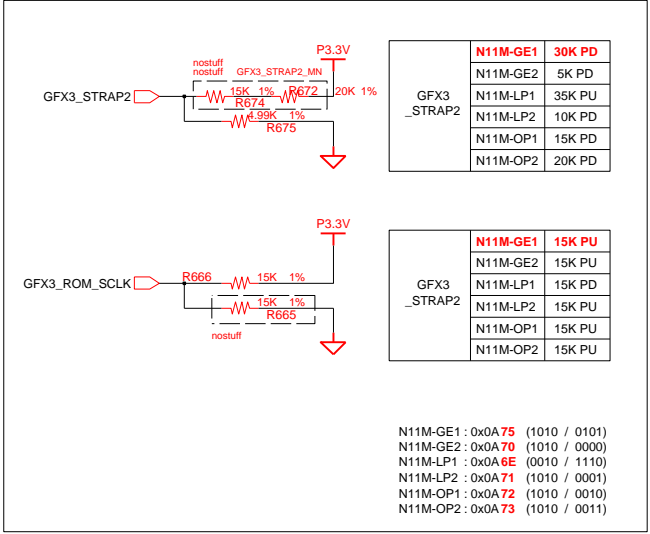 P3.3V
nostuff
nostuff GFX3_STRAP2_MN
GFX3_STRAP2
15K 1% R672 20K 1%
R674
4.99K 1%
R675
GFX3
_STRAP2
N11M-GE1 30K PD
N11M-GE2 5K PD
N11M-LP1 35K PU
N11M-LP2 10K PD
N11M-OP1 15K PD
N11M-OP2 20K PD
P3.3V
GFX3_ROM_SCLK
R666 15K 1%
15K 1%
R665
nostuff
GFX3
_STRAP2
N11M-GE1 15K PU
N11M-GE2 15K PU
N11M-LP1 15K PD
N11M-LP2 15K PU
N11M-OP1 15K PU
N11M-OP2 15K PU
N11M-GE1 : 0x0A75 (1010 / 0101)
N11M-GE2 : 0x0A70 (1010 / 0000)
N11M-LP1 : 0x0A6E (0010 / 1110)
N11M-LP2 : 0x0A71 (1010 / 0001)
N11M-OP1 : 0x0A72 (1010 / 0010)
N11M-OP2 : 0x0A73 (1010 / 0011)